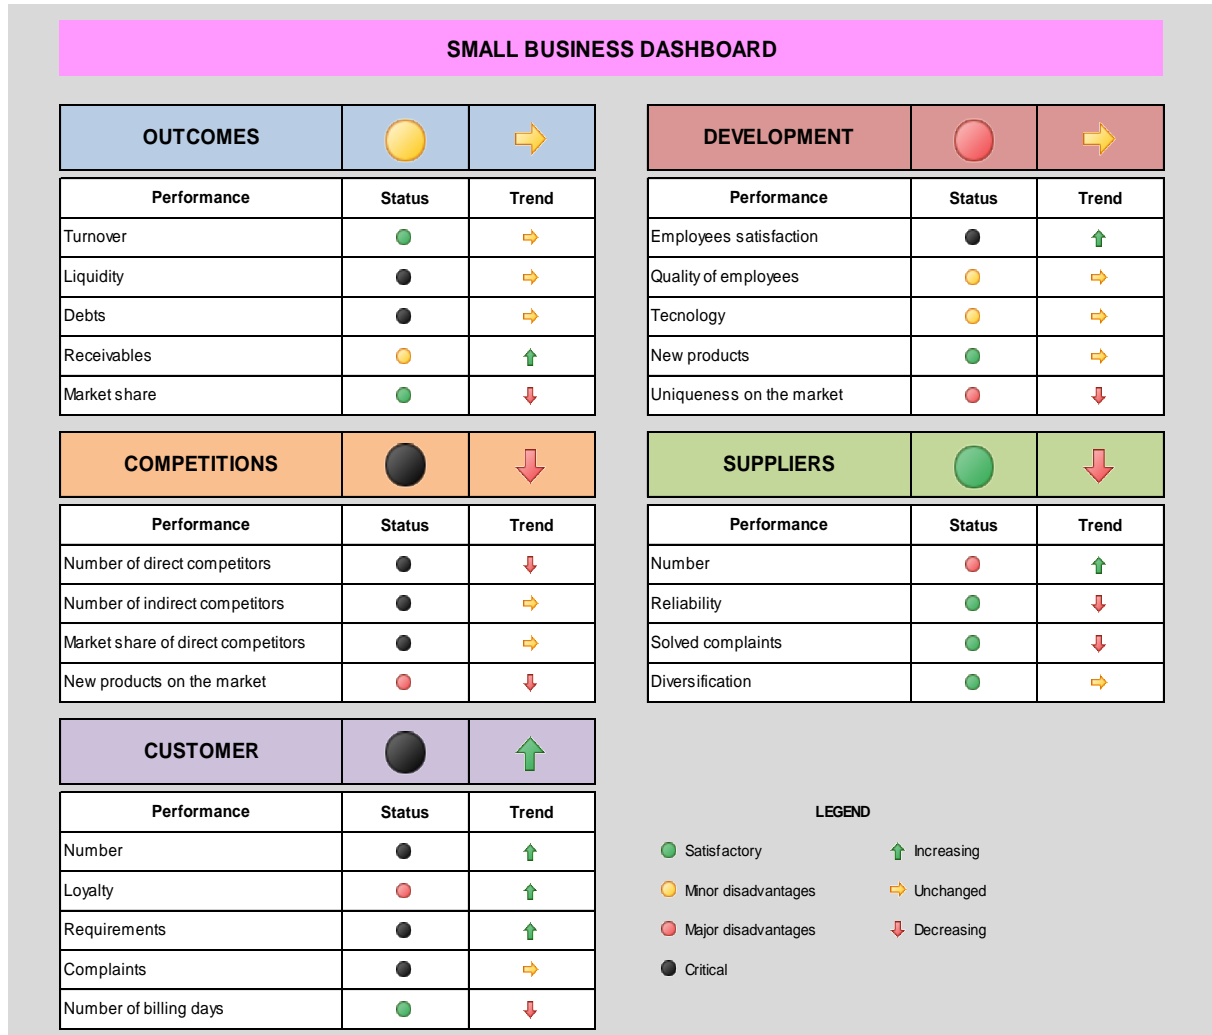 SMALL BUSINESS DASHBOARD
OUTCOMES
Performance Status Trend
Turnover
Liquidity
Debts
Receivables
Market share
DEVELOPMENT
Performance Status Trend
Employees satisfaction
Quality of employees
Tecnology
New products
Uniqueness on the market
COMPETITIONS
Performance Status Trend
Number of direct competitors
Number of indirect competitors
Market share of direct competitors
New products on the market
SUPPLIERS
Performance Status Trend
Number
Reliability
Solved complaints
Diversification
CUSTOMER
Performance Status Trend
Number
Loyalty
Requirements
Complaints
Number of billing days
LEGEND
Satisfactory Increasing
Minor disadvantages Unchanged
Major disadvantages Decreasing
Critical